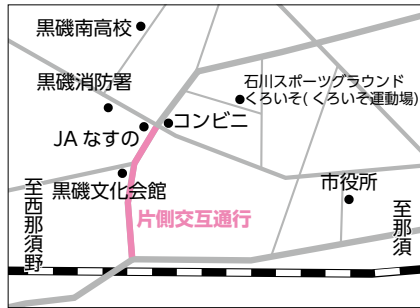 黒磯南高校
黒磯消防署
石川スポーツグラウンド
くろいそ(くろいそ運動場)
コンビニ
JAなすの
黒磯文化会館
市役所
至西那須野
片側交互通行
至那須